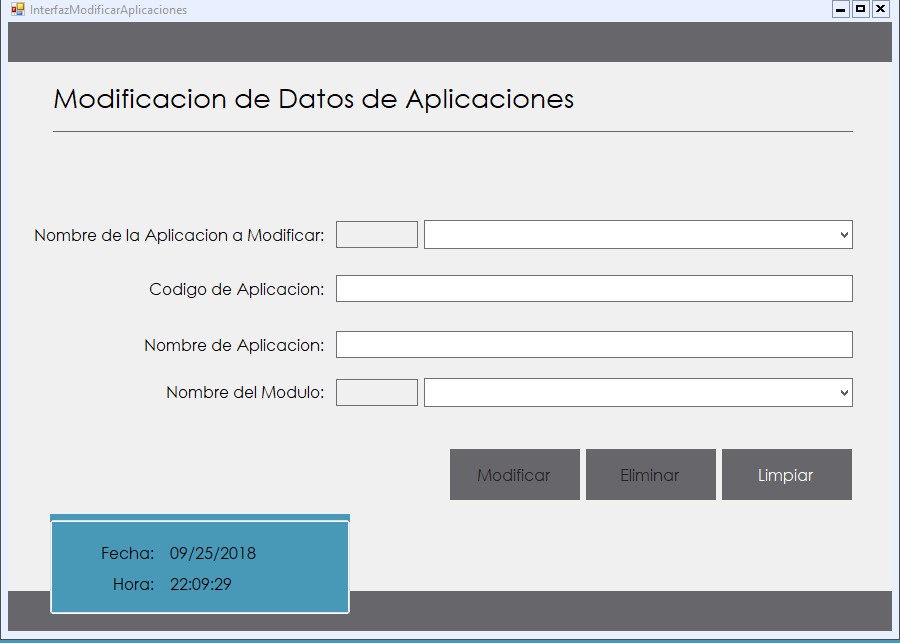 InterfazModificarAplicaciones
Modificacion de Datos de Aplicaciones
Nombre de la Aplicacion a Modificar:
Codigo de Aplicacion:
Nombre de Aplicacion:
Nombre del Modulo:
Modificar Eliminar Limpiar
Fecha: 09/25/2018
Hora: 22:09:29